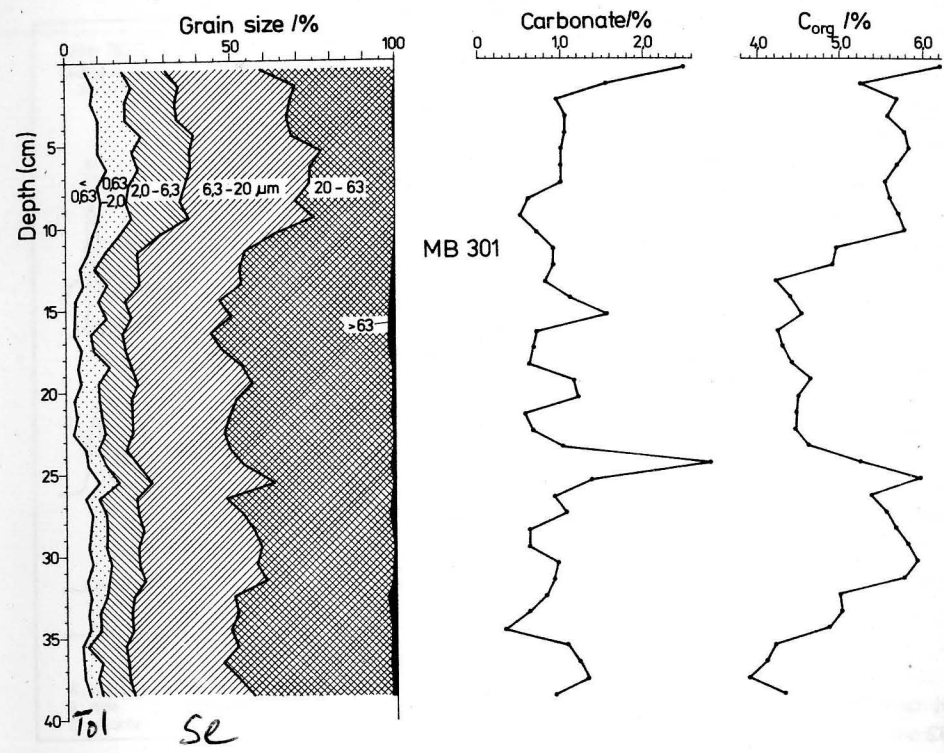 Grain size /%
0 50 100
Carbonate/%
0 1,0 2,0
Corg /%
4,0 5,0 6,0
Depth (cm)
5
10
15
20
25
30
35
40
<
0,63
0,63
-2,0
2,0-6,3
6,3-20 µm
20-63
>63
MB 301
Tol